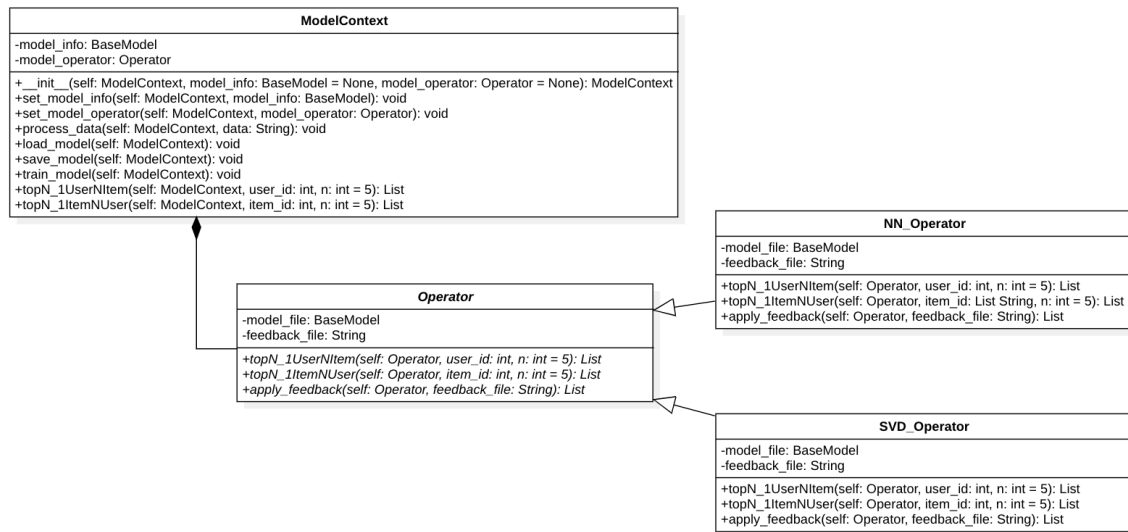 ModelContext
-model_info: BaseModel
-model_operator: Operator
+__init__(self: ModelContext, model_info: BaseModel = None, model_operator: Operator = None): ModelContext
+set_model_info(self: ModelContext, model_info: BaseModel): void
+set_model_operator(self: ModelContext, model_operator: Operator): void
+process_data(self: ModelContext, data: String): void
+load_model(self: ModelContext): void
+save_model(self: ModelContext): void
+train_model(self: ModelContext): void
+topN_1UserNItem(self: ModelContext, user_id: int, n: int = 5): List
+topN_1ItemNUser(self: ModelContext, item_id: int, n: int = 5): List
Operator
-model_file: BaseModel
-feedback_file: String
+topN_1UserNItem(self: Operator, user_id: int, n: int = 5): List
+topN_1ItemNUser(self: Operator, item_id: int, n: int = 5): List
+apply_feedback(self: Operator, feedback_file: String): List
NN_Operator
-model_file: BaseModel
-feedback_file: String
+topN_1UserNItem(self: Operator, user_id: int, n: int = 5): List
+topN_1ItemNUser(self: Operator, item_id: List String, n: int = 5): List
+apply_feedback(self: Operator, feedback_file: String): List
SVD_Operator
-model_file: BaseModel
-feedback_file: String
+topN_1UserNItem(self: Operator, user_id: int, n: int = 5): List
+topN_1ItemNUser(self: Operator, item_id: int, n: int = 5): List
+apply_feedback(self: Operator, feedback_file: String): List